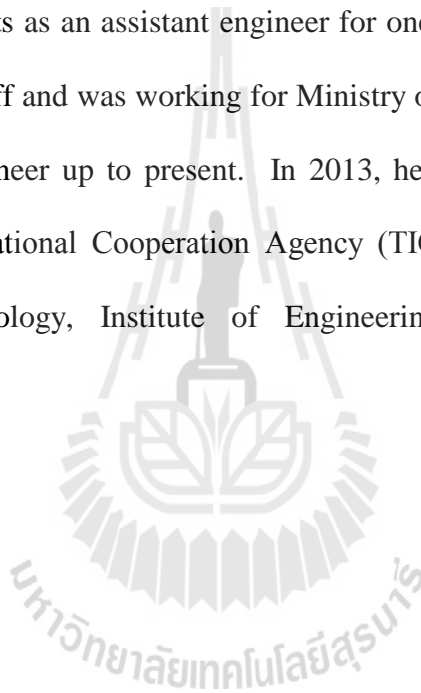 ts as an assistant engineer for one
ff and was working for Ministry o
neer up to present. In 2013, he
ational Cooperation Agency (TIC
ology, Institute of Engineerin
มหาวิทยาลัยเทคโนโลยีสุรนารี